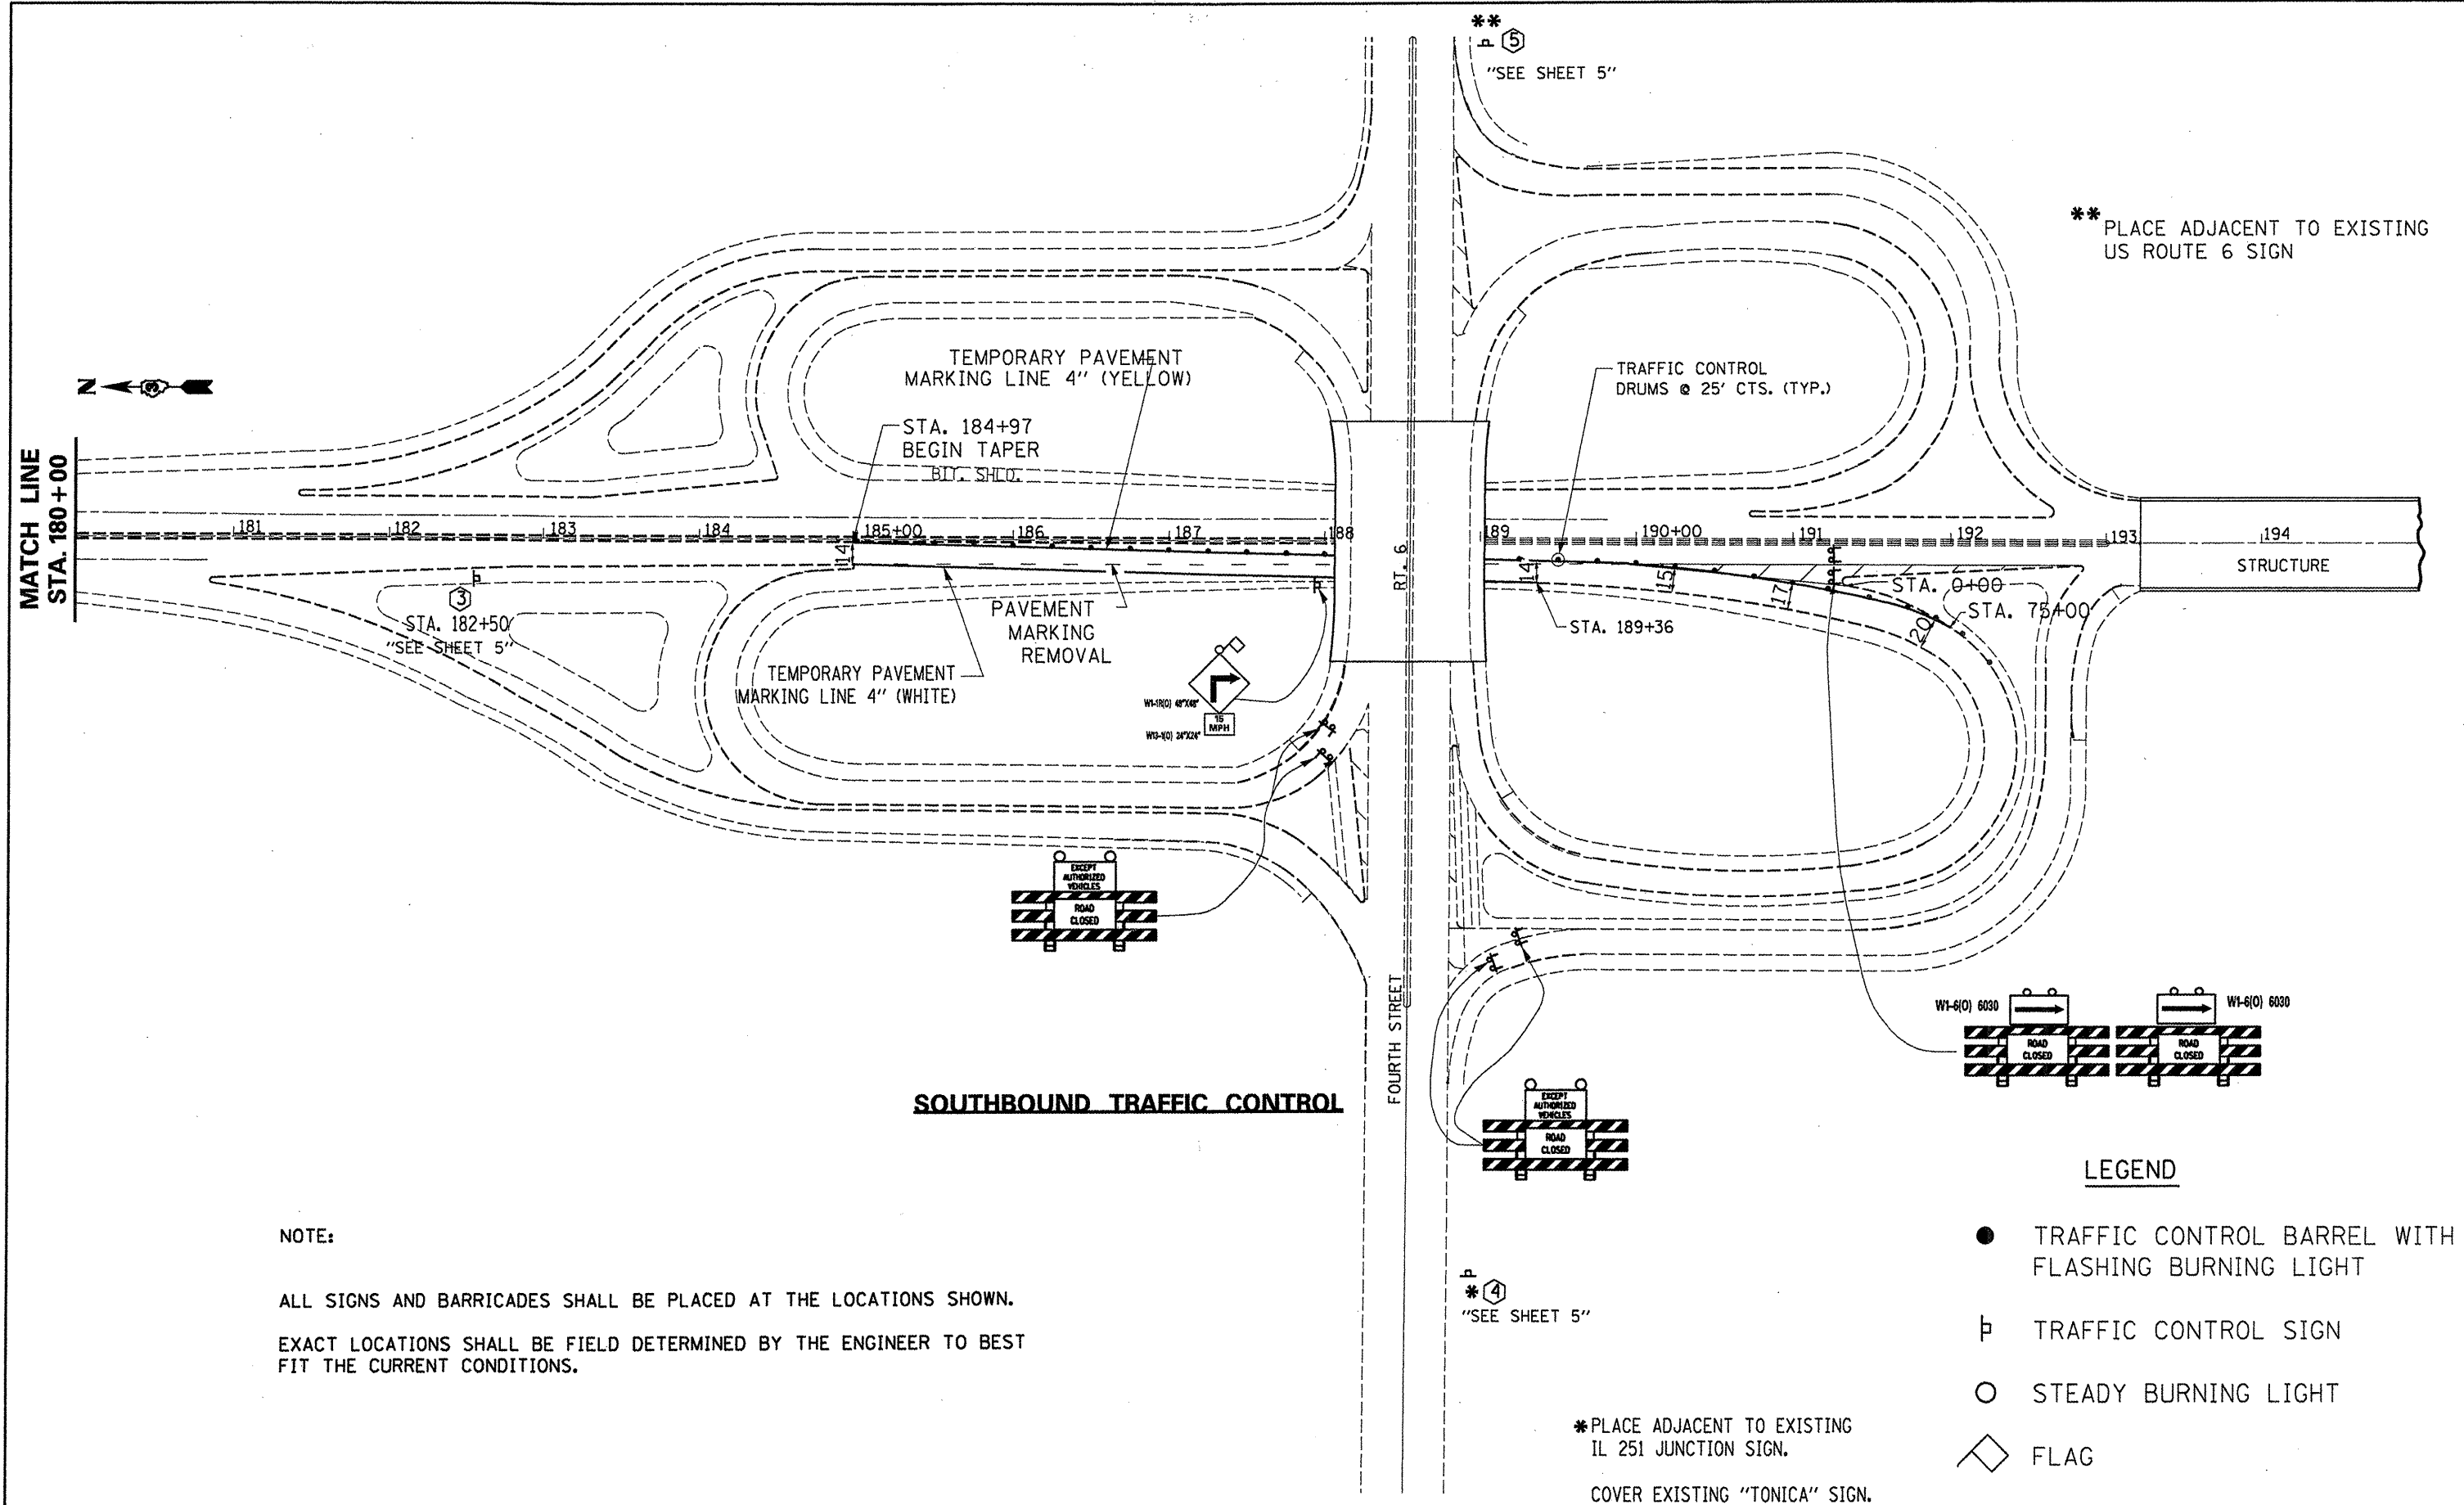 **
5
"SEE SHEET 5"
** PLACE ADJACENT TO EXISTING
US ROUTE 6 SIGN
N
MATCH LINE
STA. 180+00
TEMPORARY PAVEMENT
MARKING LINE 4" (YELLOW)
STA. 184+97
BEGIN TAPER
BIT. SHLD.
TRAFFIC CONTROL
DRUMS @ 25' CTS. (TYP.)
181
182
183
184
185+00
186
187
188
189
190+00
191
192
193
194
STRUCTURE
14'
14'
15'
17'
20'
RT. 6
3
STA. 182+50
"SEE SHEET 5"
PAVEMENT
MARKING
REMOVAL
TEMPORARY PAVEMENT
MARKING LINE 4" (WHITE)
STA. 189+36
STA. 0+00
STA. 75+00
W1-1R(O) 48"X48"
15
MPH
W13-1(O) 24"X24"
EXCEPT
AUTHORIZED
VEHICLES
ROAD
CLOSED
FOURTH STREET
W1-6(O) 6030
ROAD
CLOSED
W1-6(O) 6030
ROAD
CLOSED
EXCEPT
AUTHORIZED
VEHICLES
ROAD
CLOSED
SOUTHBOUND TRAFFIC CONTROL
NOTE:
ALL SIGNS AND BARRICADES SHALL BE PLACED AT THE LOCATIONS SHOWN.
EXACT LOCATIONS SHALL BE FIELD DETERMINED BY THE ENGINEER TO BEST
FIT THE CURRENT CONDITIONS.
* 4
"SEE SHEET 5"
LEGEND
TRAFFIC CONTROL BARREL WITH
FLASHING BURNING LIGHT
TRAFFIC CONTROL SIGN
STEADY BURNING LIGHT
FLAG
* PLACE ADJACENT TO EXISTING
IL 251 JUNCTION SIGN.
COVER EXISTING "TONICA" SIGN.